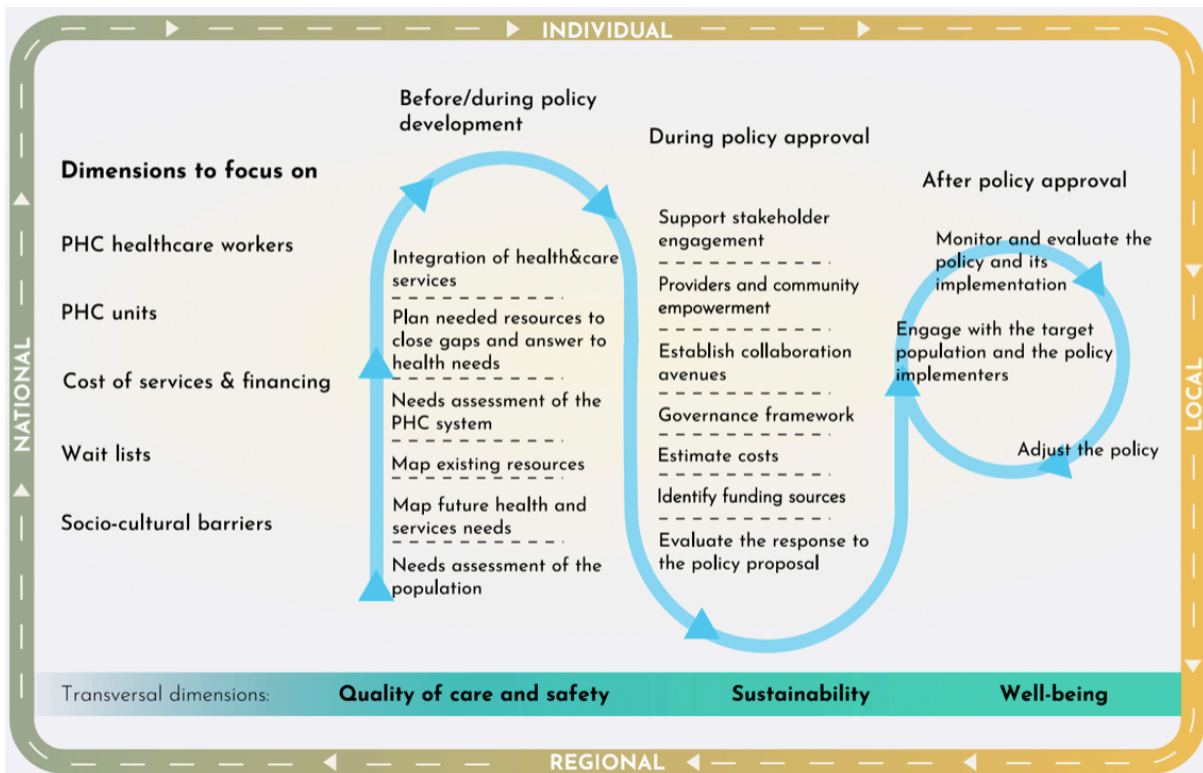 INDIVIDUAL
NATIONAL
LOCAL
REGIONAL
Dimensions to focus on
PHC healthcare workers
PHC units
Cost of services & financing
Wait lists
Socio-cultural barriers
Before/during policy
development
Integration of health&care
services
Plan needed resources to
close gaps and answer to
health needs
Needs assessment of the
PHC system
Map existing resources
Map future health and
services needs
Needs assessment of the
population
During policy approval
Support stakeholder
engagement
Providers and community
empowerment
Establish collaboration
avenues
Governance framework
Estimate costs
Identify funding sources
Evaluate the response to
the policy proposal
After policy approval
Monitor and evaluate the
policy and its
implementation
Engage with the target
population and the policy
implementers
Adjust the policy
Transversal dimensions:
Quality of care and safety
Sustainability
Well-being